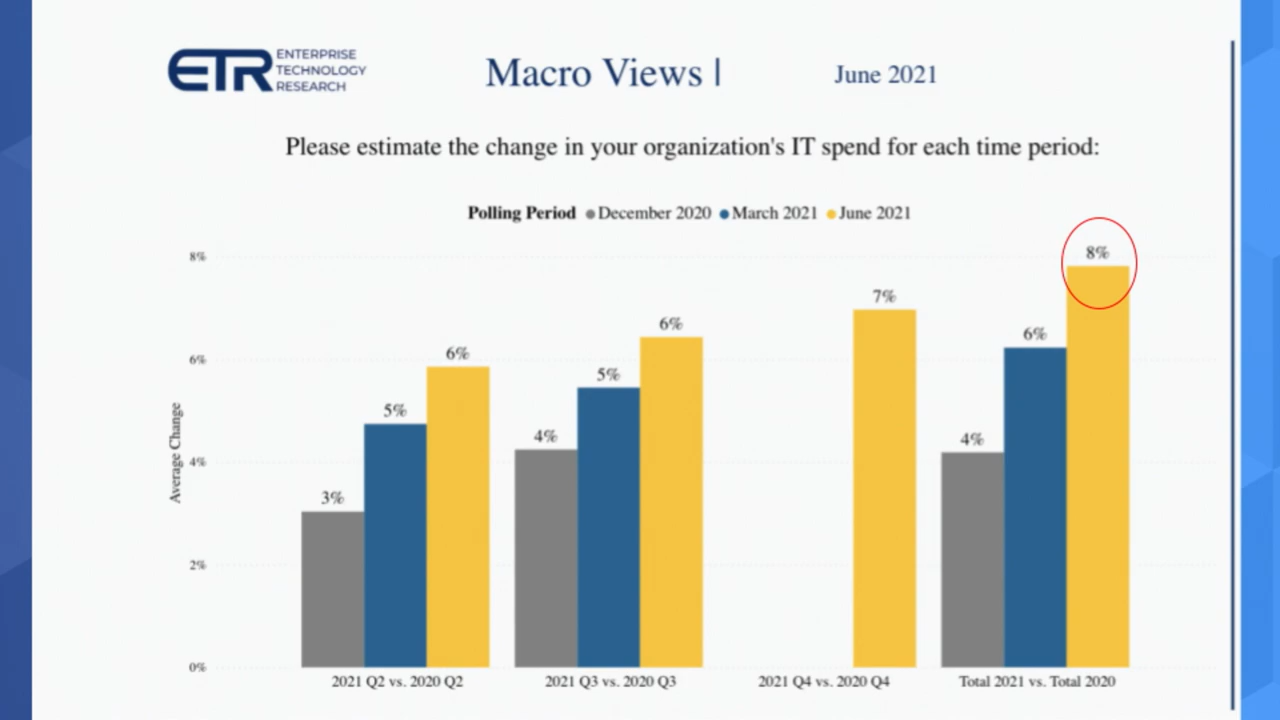 ETR ENTERPRISE
TECHNOLOGY
RESEARCH
Macro Views |
June 2021
Please estimate the change in your organization's IT spend for each time period:
Polling Period December 2020 March 2021 June 2021
8%
6%
4%
2%
0%
Average Change
3%
5%
6%
4%
5%
6%
7%
4%
6%
8%
2021 Q2 vs. 2020 Q2
2021 Q3 vs. 2020 Q3
2021 Q4 vs. 2020 Q4
Total 2021 vs. Total 2020